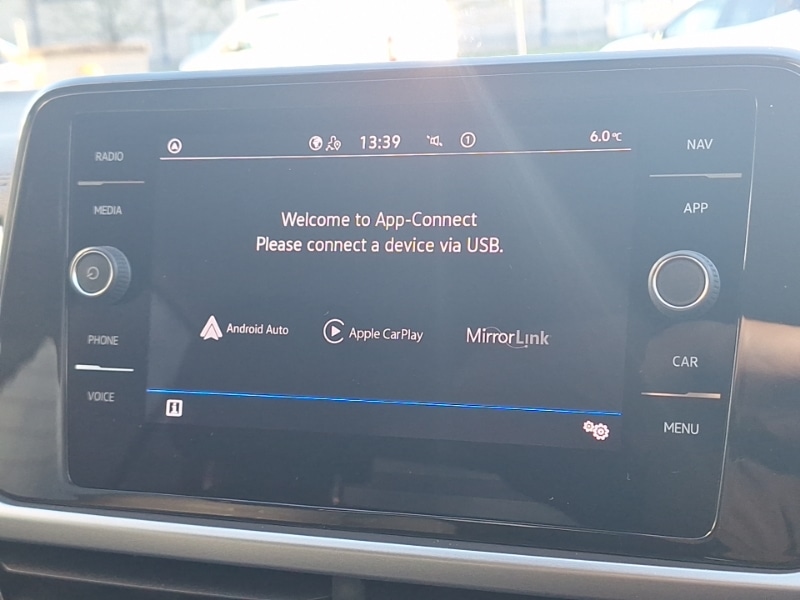 RADIO
MEDIA
PHONE
VOICE
13:39
1
6.0°C
Welcome to App-Connect
Please connect a device via USB.
Android Auto
Apple CarPlay
MirrorLink
NAV
APP
CAR
MENU